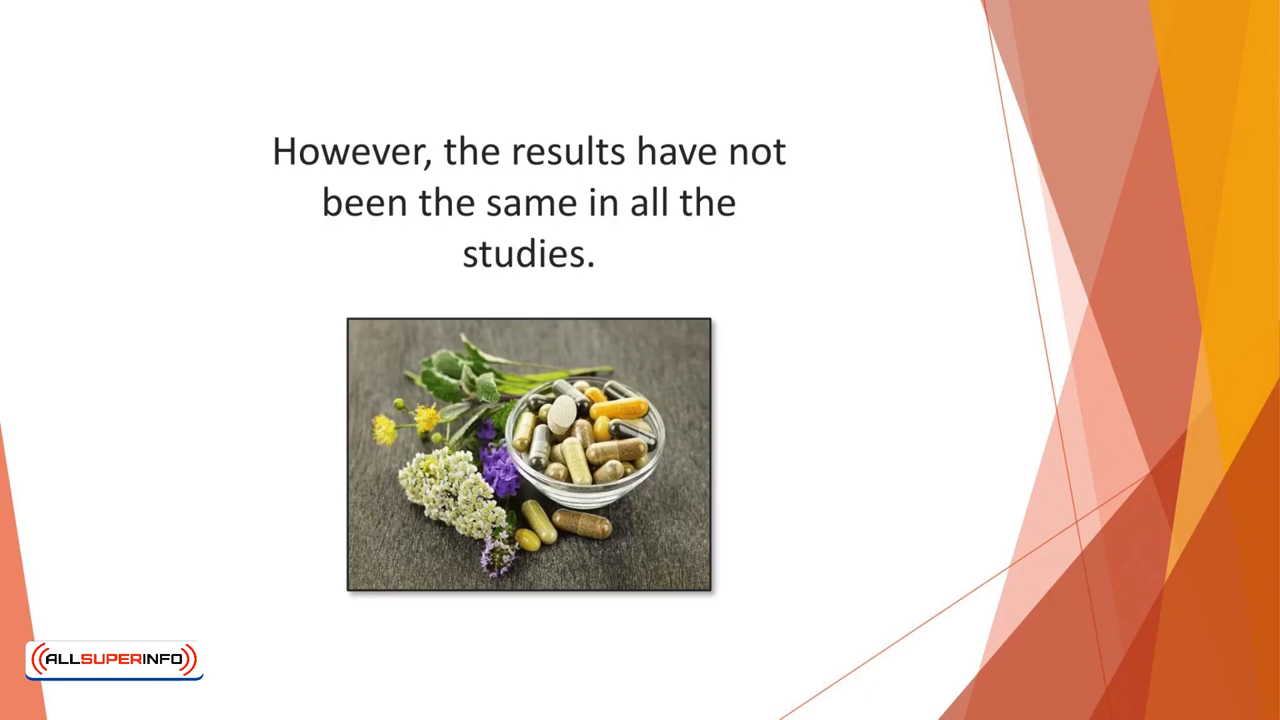 However, the results have not
been the same in all the
studies.
ALLSUPERINFO